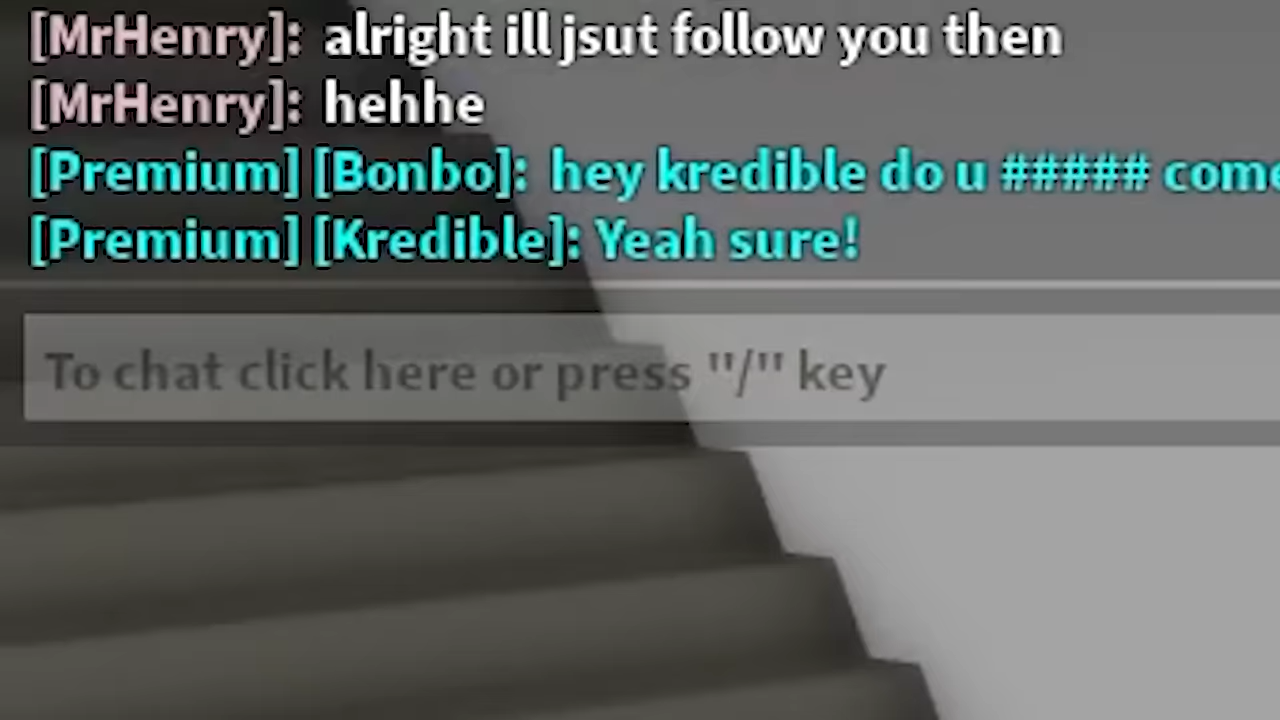 [MrHenry]: alright ill jsut follow you then
[MrHenry]: hehhe
[Premium] [Bonbo]: hey kredible do u ##### come
[Premium] [Kredible]: Yeah sure!
To chat click here or press "/" key